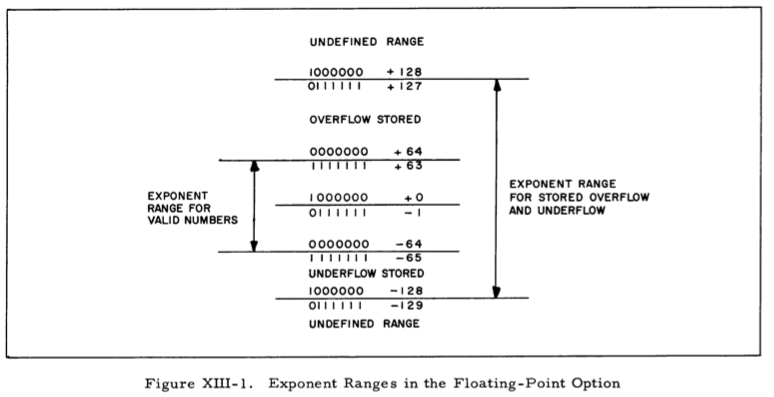 UNDEFINED RANGE
1000000 +128
0111111 +127
OVERFLOW STORED
0000000 +64
1111111 +63
EXPONENT
RANGE FOR
VALID NUMBERS
1000000 +0
0111111 -1
EXPONENT RANGE
FOR STORED OVERFLOW
AND UNDERFLOW
0000000 -64
1111111 -65
UNDERFLOW STORED
1000000 -128
0111111 -129
UNDEFINED RANGE
Figure XIII-1. Exponent Ranges in the Floating-Point Option